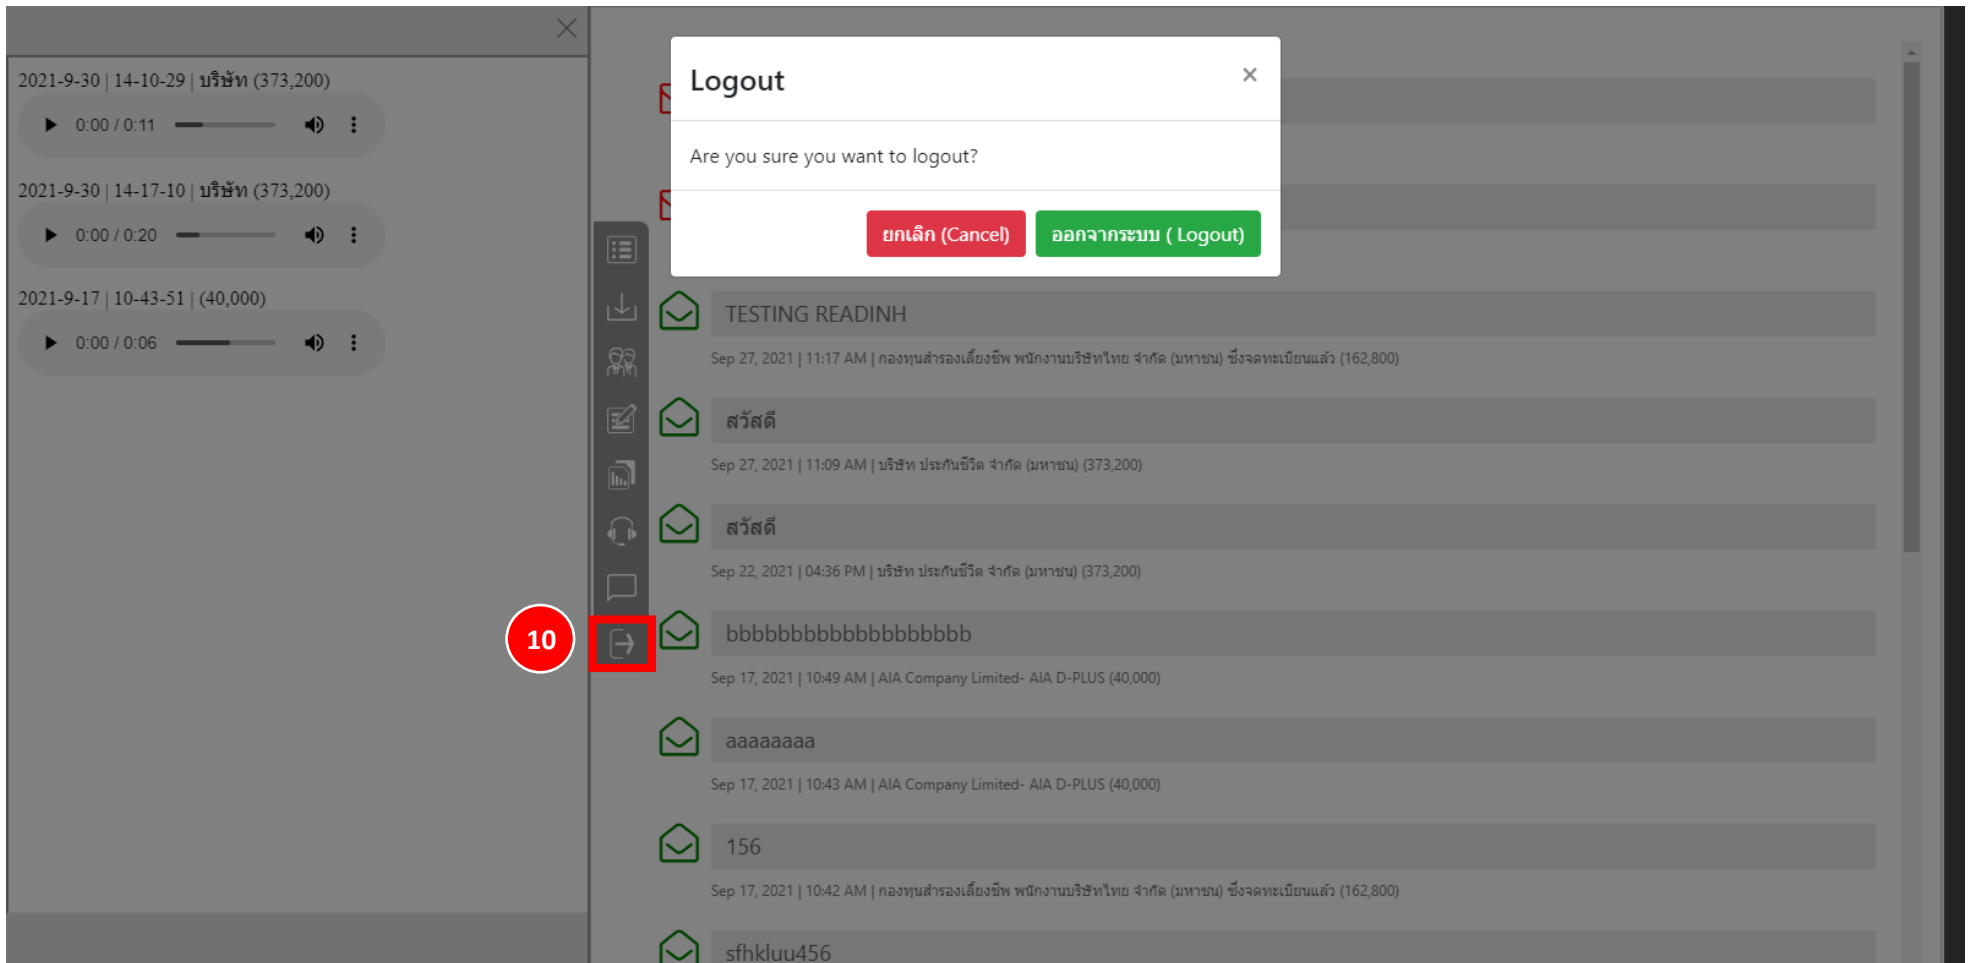 2021-9-30 | 14-10-29 | บริษัท (373,200)
0:00 / 0:11
2021-9-30 | 14-17-10 | บริษัท (373,200)
0:00 / 0:20
2021-9-17 | 10-43-51 | (40,000)
0:00 / 0:06
10
Logout
×
Are you sure you want to logout?
ยกเลิก (Cancel)
ออกจากระบบ ( Logout)
TESTING READINH
Sep 27, 2021 | 11:17 AM | กองทุนสำรองเลี้ยงชีพ พนักงานบริษัทไทย จำกัด (มหาชน) ซึ่งจดทะเบียนแล้ว (162,800)
สวัสดี
Sep 27, 2021 | 11:09 AM | บริษัท ประกันชีวิต จำกัด (มหาชน) (373,200)
สวัสดี
Sep 22, 2021 | 04:36 PM | บริษัท ประกันชีวิต จำกัด (มหาชน) (373,200)
bbbbbbbbbbbbbbbbbbb
Sep 17, 2021 | 10:49 AM | AIA Company Limited- AIA D-PLUS (40,000)
aaaaaaaa
Sep 17, 2021 | 10:43 AM | AIA Company Limited- AIA D-PLUS (40,000)
156
Sep 17, 2021 | 10:42 AM | กองทุนสำรองเลี้ยงชีพ พนักงานบริษัทไทย จำกัด (มหาชน) ซึ่งจดทะเบียนแล้ว (162,800)
sfhkluu456